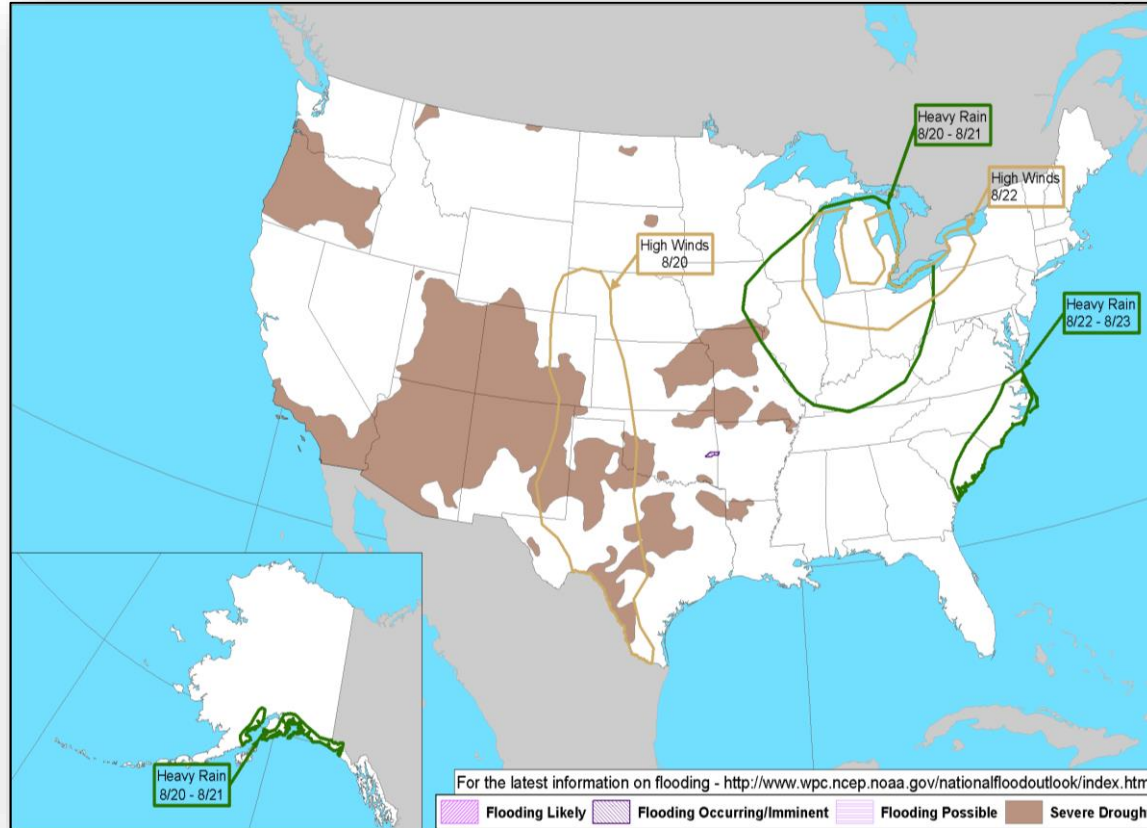 Heavy Rain
8/20 - 8/21
High Winds
8/22
High Winds
8/20
Heavy Rain
8/22 - 8/23
Heavy Rain
8/20 - 8/21
For the latest information on flooding - http://www.wpc.ncep.noaa.gov/nationalfloodoutlook/index.htm
Flooding Likely Flooding Occurring/Imminent Flooding Possible Severe Drough